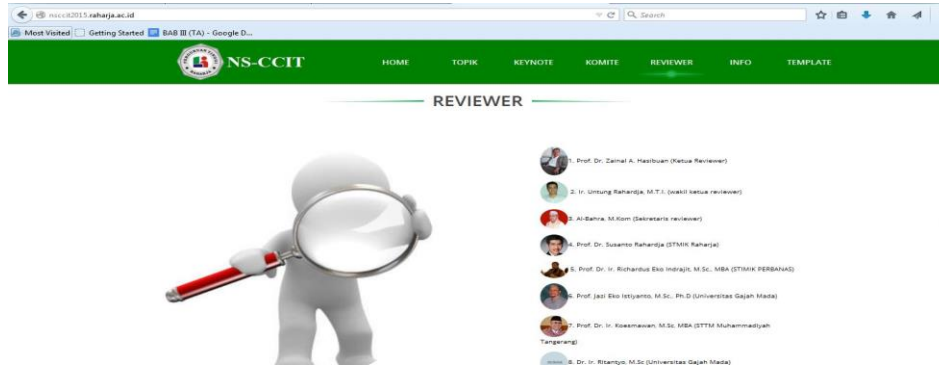 nsccit2015.raharja.ac.id
Search
Most Visited Getting Started BAB III (TA) - Google D...
NS-CCIT HOME TOPIK KEYNOTE KOMITE REVIEWER INFO TEMPLATE
REVIEWER
1. Prof. Dr. Zainal A. Hasibuan (Ketua Reviewer)
2. Ir. Untung Rahardja, M.T.I. (wakil ketua reviewer)
3. Al-Bahra, M.Kom (Sekretaris reviewer)
4. Prof. Dr. Susanto Rahardja (STMIK Raharja)
5. Prof. Dr. Ir. Richardus Eko Indrajit, M.Sc., MBA (STIMIK PERBANAS)
6. Prof. Jazi Eko Istiyanto, M.Sc., Ph.D (Universitas Gajah Mada)
7. Prof. Dr. Ir. Koesmawan, M.Sc, MBA (STTM Muhammadiyah
Tangerang)
8. Dr. Ir. Ritantyo, M.Sc (Universitas Gajah Mada)